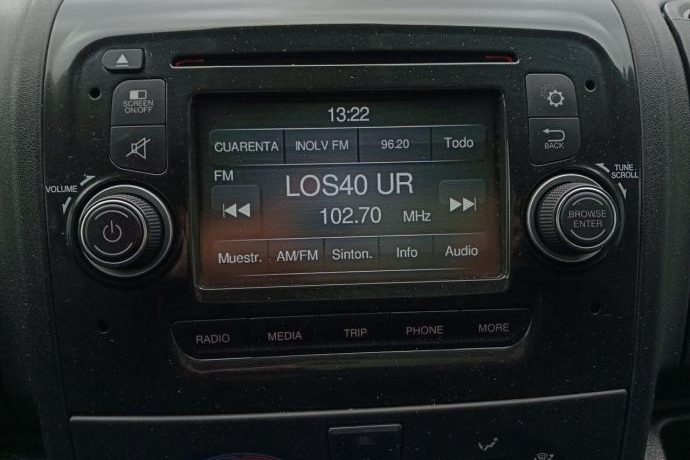 13:22
SCREEN
ON/OFF
CUARENTA INOLV FM 96.20 Todo
BACK
FM
LOS40 UR
102.70 MHz
VOLUME
TUNE
SCROLL
BROWSE
ENTER
Muestr. AM/FM Sinton. Info Audio
RADIO MEDIA TRIP PHONE MORE